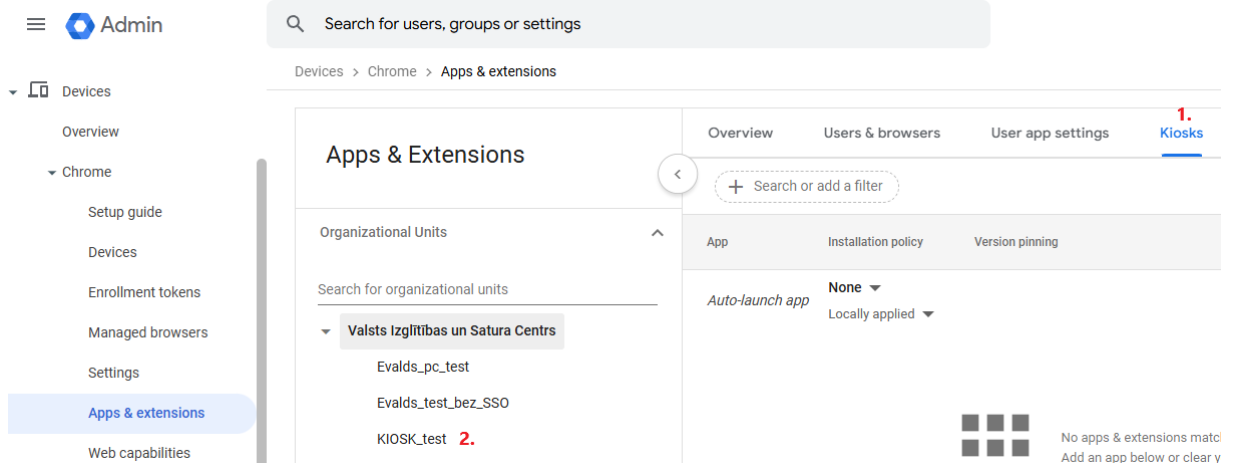 Admin
Search for users, groups or settings
Devices > Chrome > Apps & extensions
Devices
Overview
Chrome
Setup guide
Devices
Enrollment tokens
Managed browsers
Settings
Apps & extensions
Web capabilities
Apps & Extensions
Organizational Units
Search for organizational units
Valsts Izglītības un Satura Centrs
Evalds_pc_test
Evalds_test_bez_SSO
KIOSK_test 2.
1.
Overview Users & browsers User app settings Kiosks
+ Search or add a filter
App Installation policy Version pinning
Auto-launch app None
Locally applied
No apps & extensions
Add an app below or clear